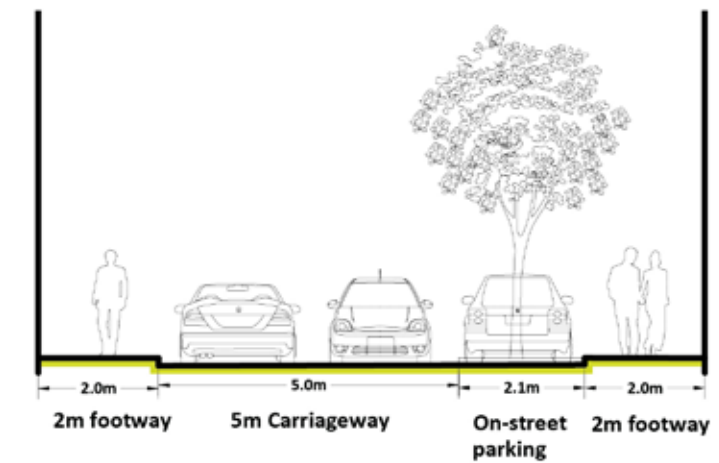 2.0m 5.0m 2.1m 2.0m
2m footway 5m Carriageway On-street 2m footway
parking